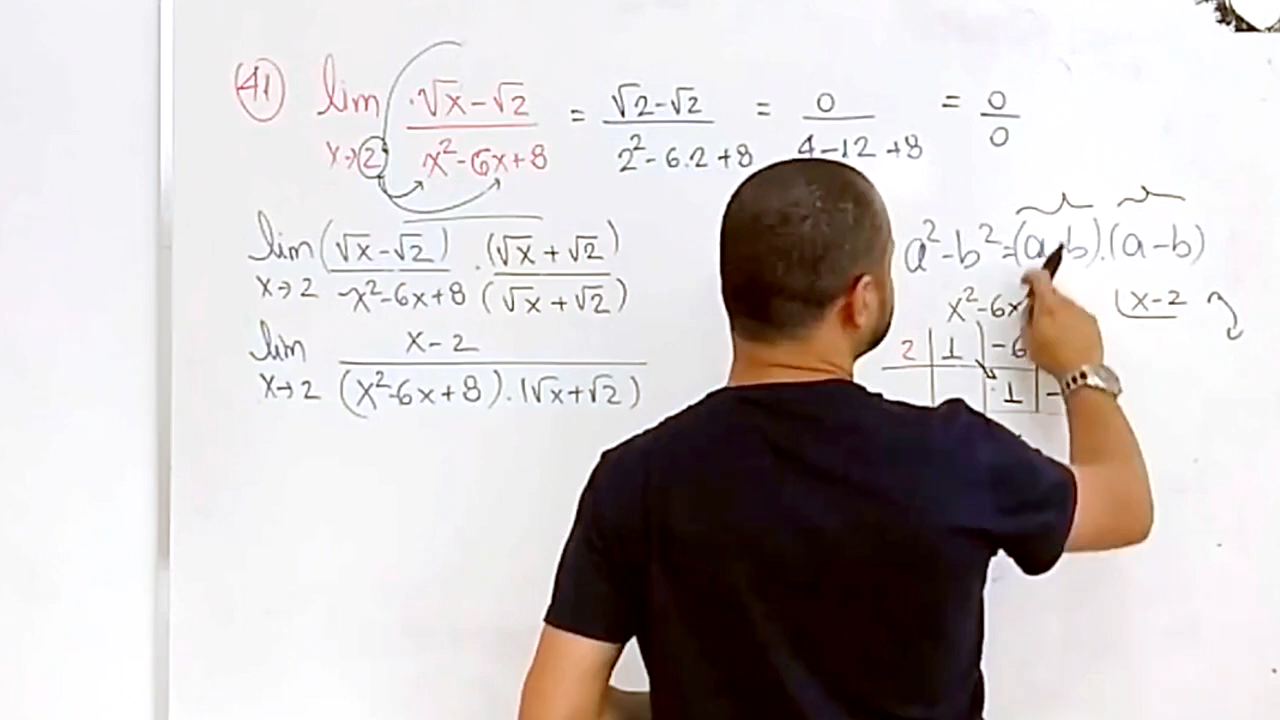 41 lim x→2 (√x-√2)/(x²-6x+8) = (√2-√2)/(2²-6.2+8) = 0/(4-12+8) = 0/0
lim x→2 (√x-√2)/(x²-6x+8) . (√x+√2)/(√x+√2)
lim x→2 (x-2)/((x²-6x+8).(√x+√2))
a²-b²=(a b).(a-b)
x²-6x
x-2
2 1 -6
1 -